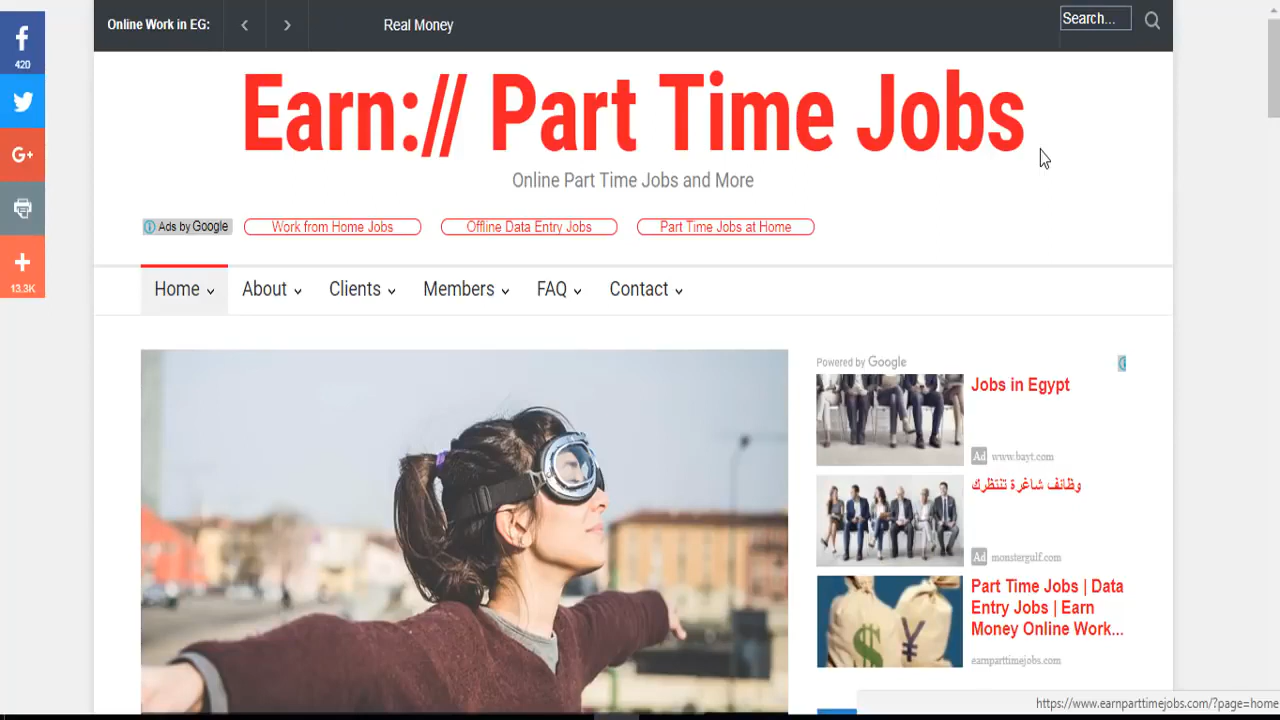 Online Work in EG:
Real Money
Search...
420
13.3K
Earn:// Part Time Jobs
Online Part Time Jobs and More
Ads by Google
Work from Home Jobs
Offline Data Entry Jobs
Part Time Jobs at Home
Home
About
Clients
Members
FAQ
Contact
Powered by Google
Jobs in Egypt
Ad www.bayt.com
وظائف شاغرة تنتظرك
Ad monstergulf.com
Part Time Jobs | Data
Entry Jobs | Earn
Money Online Work...
earnparttimejobs.com
https://www.earnparttimejobs.com/?page=home